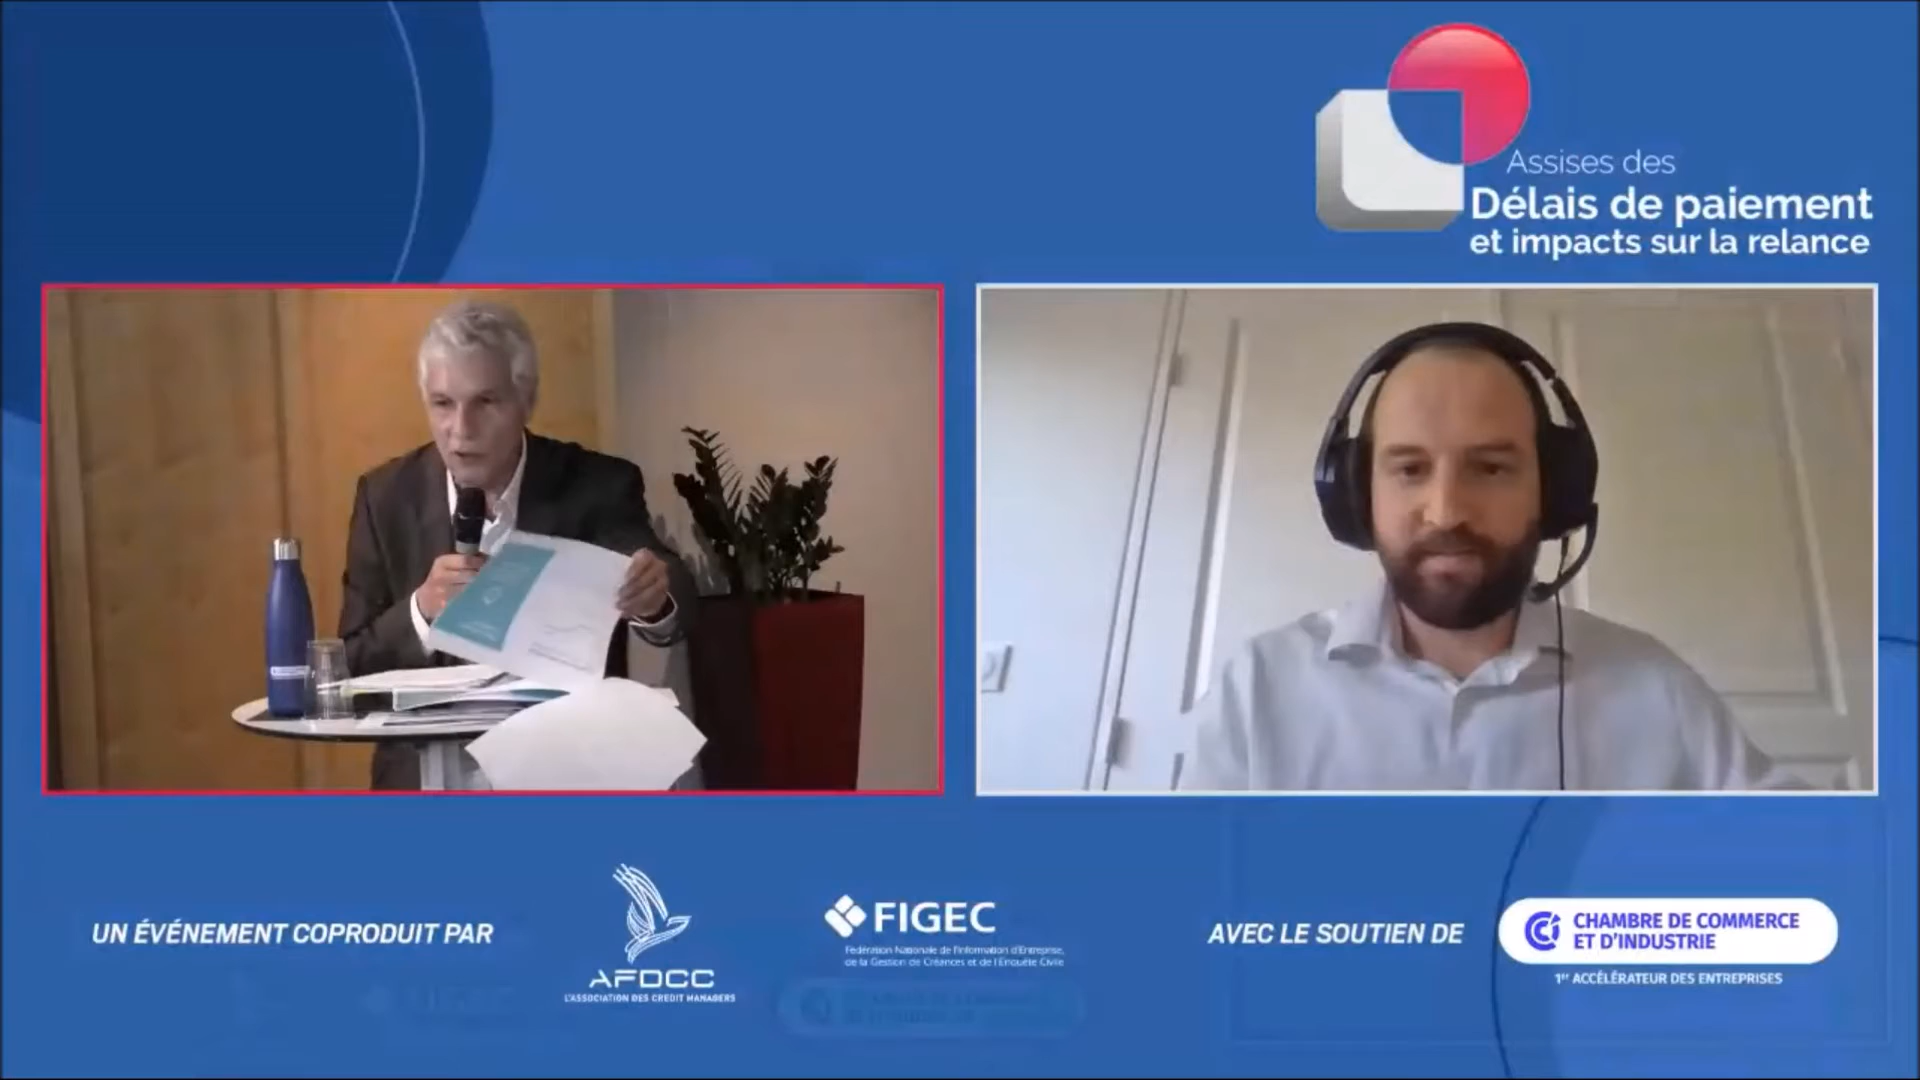 Assises des
Délais de paiement
et impacts sur la relance
UN ÉVÉNEMENT COPRODUIT PAR
AFDCC
L'ASSOCIATION DES CREDIT MANAGERS
FIGEC
Fédération Nationale de l'Information d'Entreprise,
de la Gestion de Créances et de l'Enquête Civile
AVEC LE SOUTIEN DE
CHAMBRE DE COMMERCE
ET D'INDUSTRIE
1er ACCÉLÉRATEUR DES ENTREPRISES